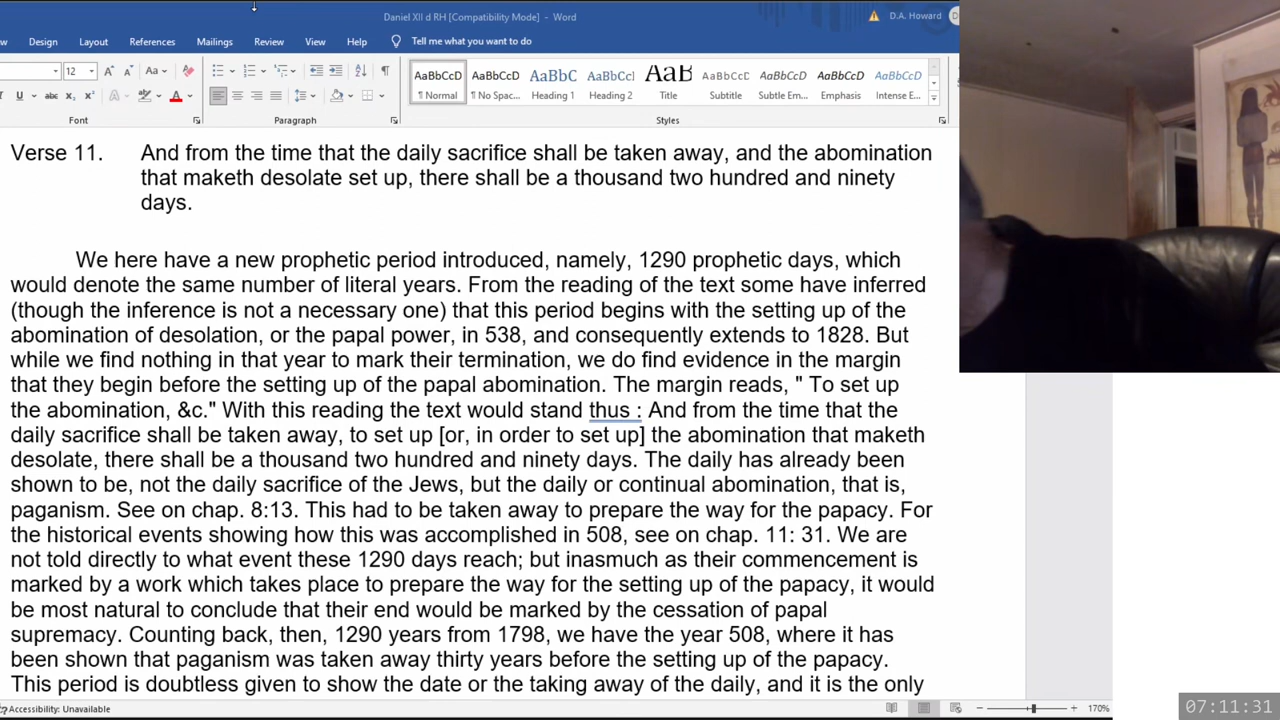 Daniel XII d RH [Compatibility Mode] - Word
D.A. Howard
Design Layout References Mailings Review View Help Tell me what you want to do
12 Aa
U abc x₂ x² A
AaBbCcD AaBbCcD AaBbC AaBbCcI AaB AaBbCcD AaBbCcD AaBbCcD AaBbCcD
¶ Normal ¶ No Spac... Heading 1 Heading 2 Title Subtitle Subtle Em... Emphasis Intense E...
Font Paragraph Styles
Verse 11. And from the time that the daily sacrifice shall be taken away, and the abomination
that maketh desolate set up, there shall be a thousand two hundred and ninety
days.
We here have a new prophetic period introduced, namely, 1290 prophetic days, which
would denote the same number of literal years. From the reading of the text some have inferred
(though the inference is not a necessary one) that this period begins with the setting up of the
abomination of desolation, or the papal power, in 538, and consequently extends to 1828. But
while we find nothing in that year to mark their termination, we do find evidence in the margin
that they begin before the setting up of the papal abomination. The margin reads, " To set up
the abomination, &c." With this reading the text would stand thus : And from the time that the
daily sacrifice shall be taken away, to set up [or, in order to set up] the abomination that maketh
desolate, there shall be a thousand two hundred and ninety days. The daily has already been
shown to be, not the daily sacrifice of the Jews, but the daily or continual abomination, that is,
paganism. See on chap. 8:13. This had to be taken away to prepare the way for the papacy. For
the historical events showing how this was accomplished in 508, see on chap. 11: 31. We are
not told directly to what event these 1290 days reach; but inasmuch as their commencement is
marked by a work which takes place to prepare the way for the setting up of the papacy, it would
be most natural to conclude that their end would be marked by the cessation of papal
supremacy. Counting back, then, 1290 years from 1798, we have the year 508, where it has
been shown that paganism was taken away thirty years before the setting up of the papacy.
This period is doubtless given to show the date or the taking away of the daily, and it is the only
Accessibility: Unavailable
170%
07:11:31